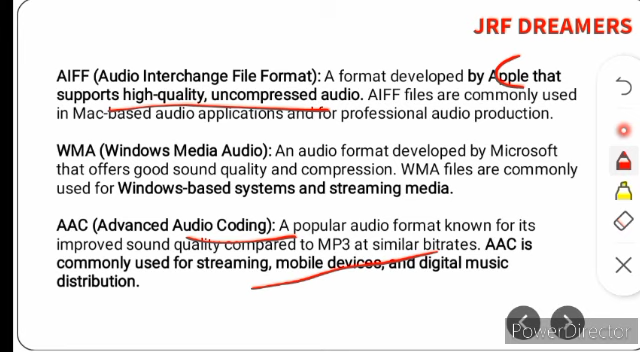 JRF DREAMERS
AIFF (Audio Interchange File Format): A format developed by Apple that
supports high-quality, uncompressed audio. AIFF files are commonly used
in Mac-based audio applications and for professional audio production.
WMA (Windows Media Audio): An audio format developed by Microsoft
that offers good sound quality and compression. WMA files are commonly
used for Windows-based systems and streaming media.
AAC (Advanced Audio Coding): A popular audio format known for its
improved sound quality compared to MP3 at similar bitrates. AAC is
commonly used for streaming, mobile devices, and digital music
distribution.
PowerDirector